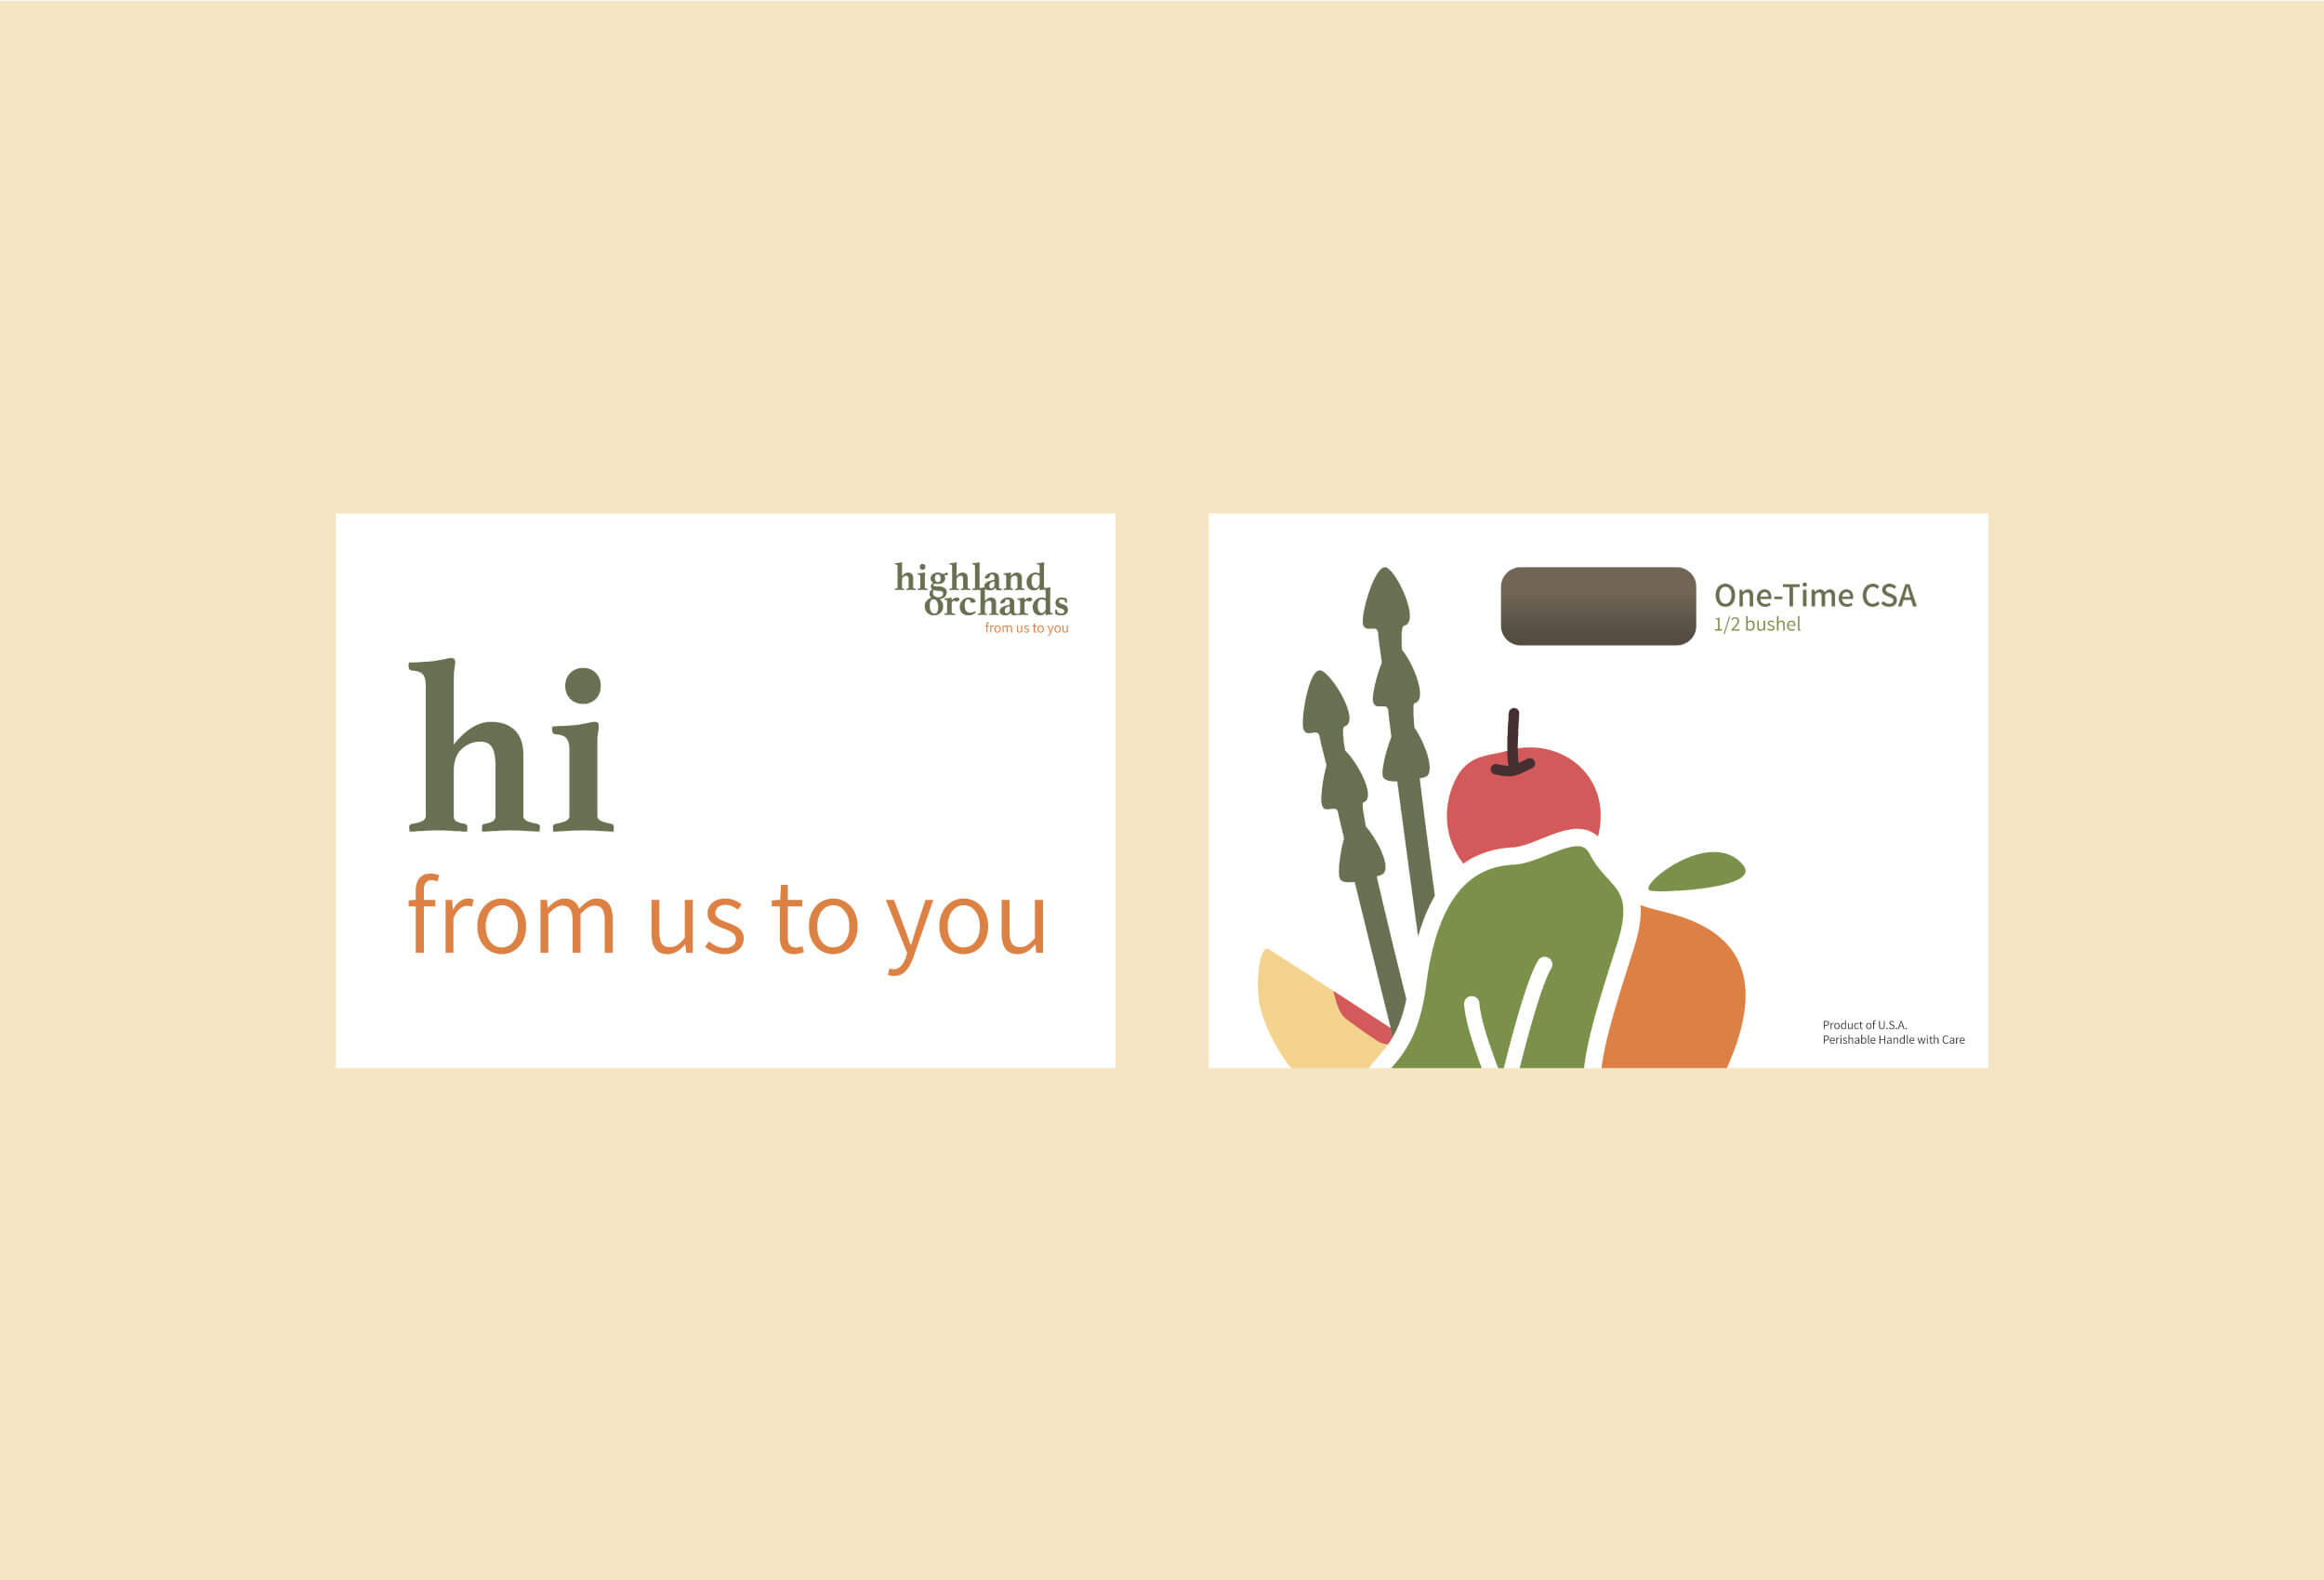 highland
orchards
from us to you
hi
from us to you
One-Time CSA
1/2 bushel
Product of U.S.A.
Perishable Handle with Care